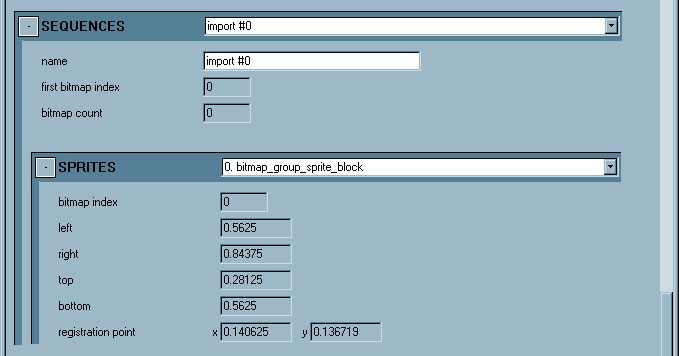 - SEQUENCES import #0
name import #0
first bitmap index 0
bitmap count 0
- SPRITES 0. bitmap_group_sprite_block
bitmap index 0
left 0.5625
right 0.84375
top 0.28125
bottom 0.5625
registration point x 0.140625 y 0.136719